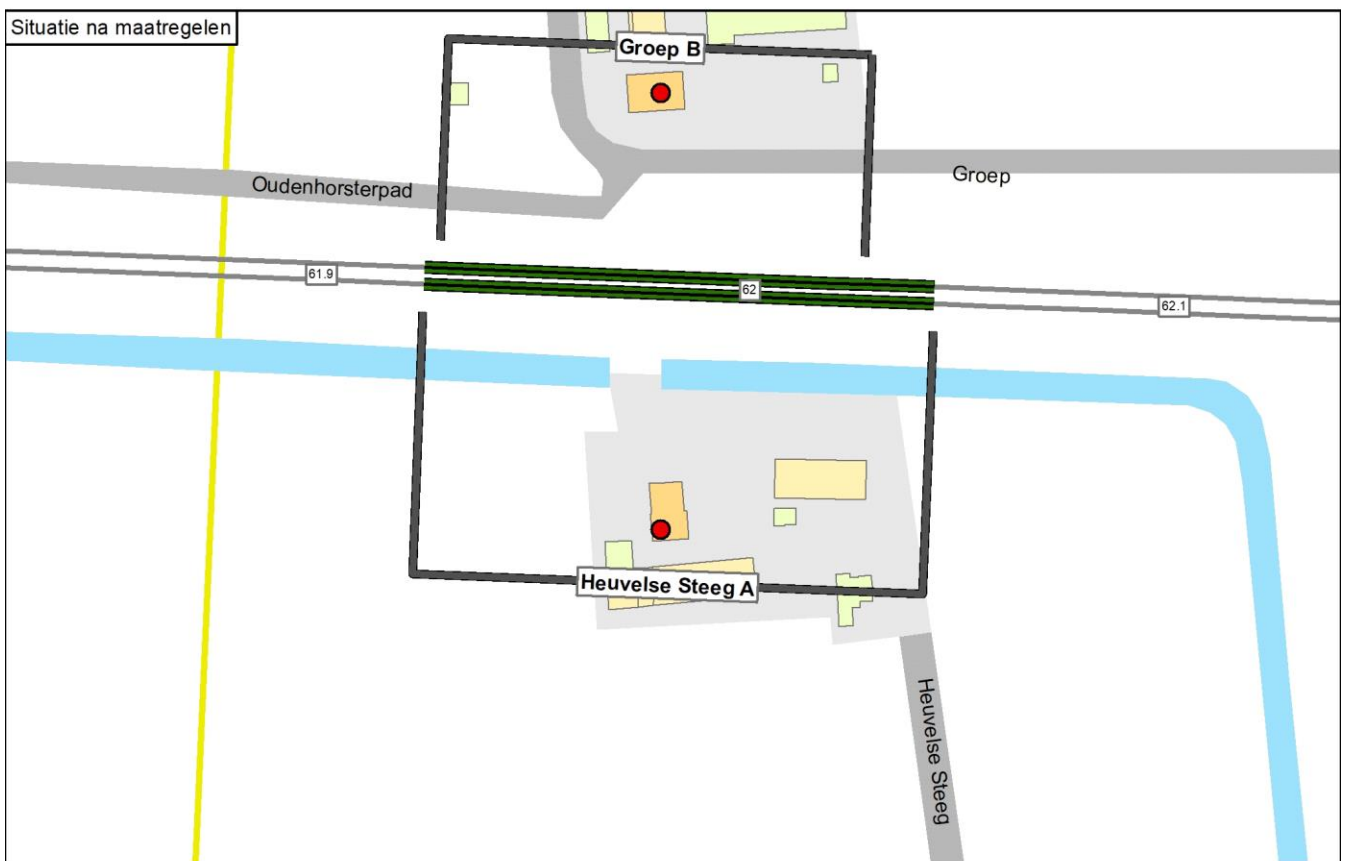 Situatie na maatregelen
Groep B
Oudenhorsterpad
Groep
61.9
62
62.1
Heuvelse Steeg A
Heuvelse Steeg